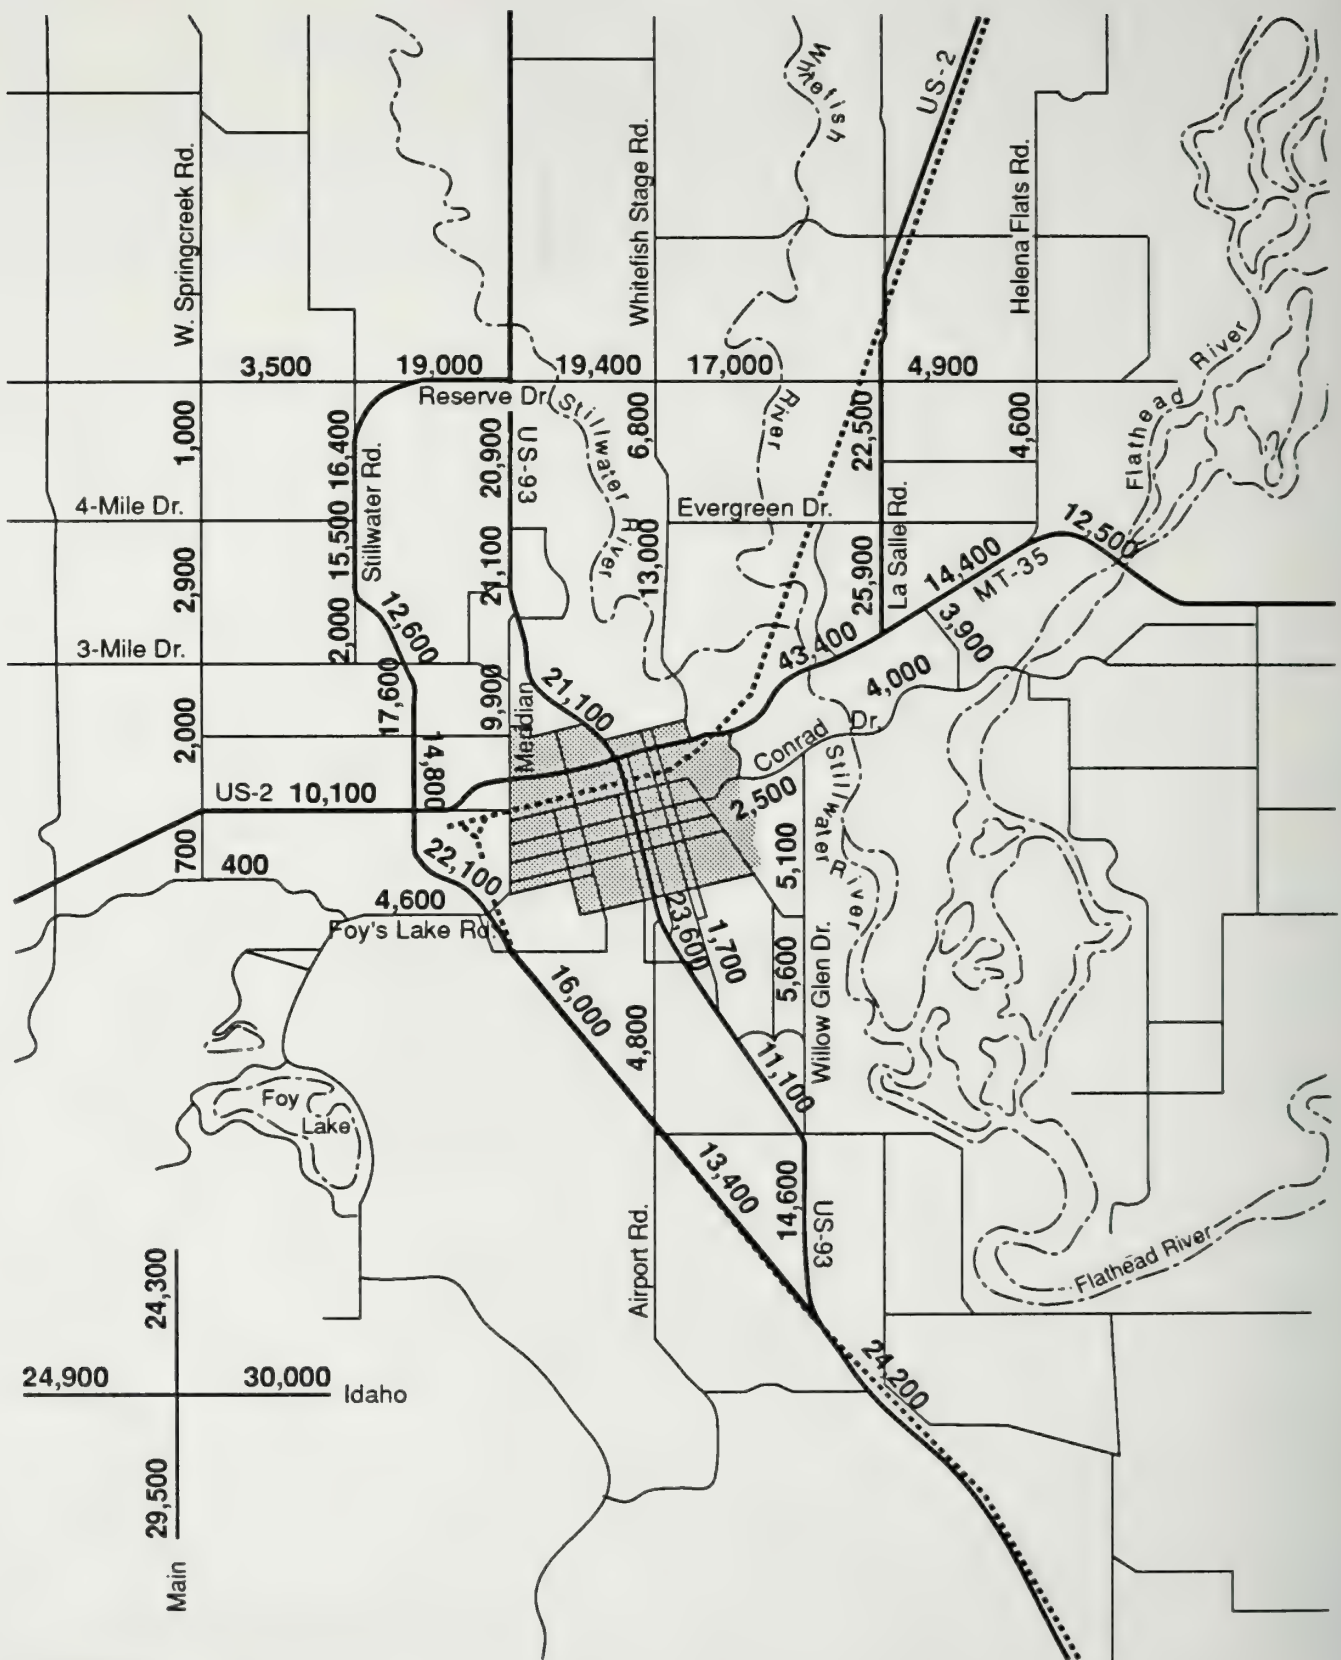 US-2
Whitefish
W. Springcreek Rd.
Whitefish Stage Rd.
Helena Flats Rd.
Flathead River
3,500
19,000
19,400
17,000
4,900
Reserve Dr.
1,000
16,400
Stillwater Rd.
20,900
US-93
Stillwater River
6,800
River
22,500
4,600
4-Mile Dr.
Evergreen Dr.
12,500
2,900
15,500
21,100
13,000
25,900
La Salle Rd.
14,400
MT-35
2,000
12,600
3-Mile Dr.
43,400
3,900
4,000
17,600
9,900
21,100
2,000
Median
Conrad Dr.
14,800
US-2 10,100
2,500
Stillwater River
700
400
22,100
5,100
4,600
Foy's Lake Rd.
23,600
1,700
5,600
Willow Glen Dr.
16,000
4,800
11,100
Foy
Lake
13,400
14,600
US-93
Airport Rd.
Flathead River
24,300
24,900
30,000
Idaho
24,200
29,500
Main